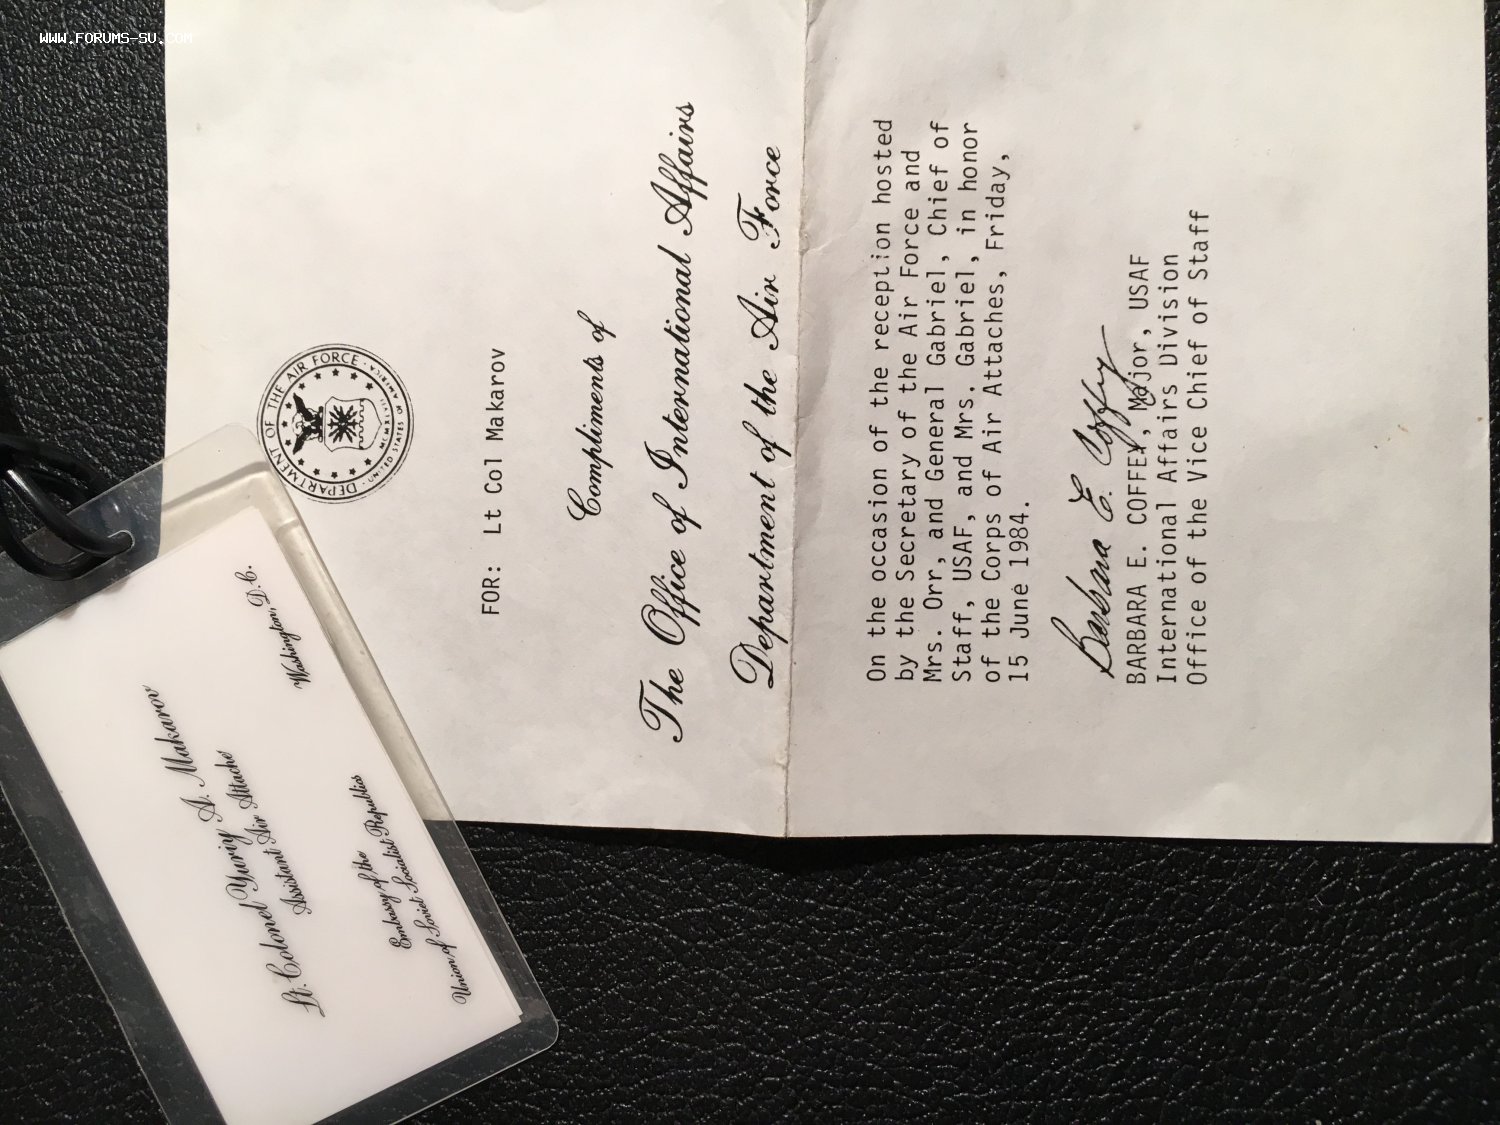 WWW.FORUMS-SU.COM
DEPARTMENT OF THE AIR FORCE
UNITED STATES OF AMERICA
MCMXLVII
FOR: Lt Col Makarov
Compliments of
The Office of International Affairs
Department of the Air Force
On the occasion of the reception hosted
by the Secretary of the Air Force and
Mrs. Orr, and General Gabriel, Chief of
Staff, USAF, and Mrs. Gabriel, in honor
of the Corps of Air Attaches, Friday,
15 June 1984.
Barbara E. Coffey
BARBARA E. COFFEY, Major, USAF
International Affairs Division
Office of the Vice Chief of Staff
Lt. Colonel Yuriy A. Makarov
Assistant Air Attaché
Embassy of the
Union of Soviet Socialist Republics
Washington, D.C.